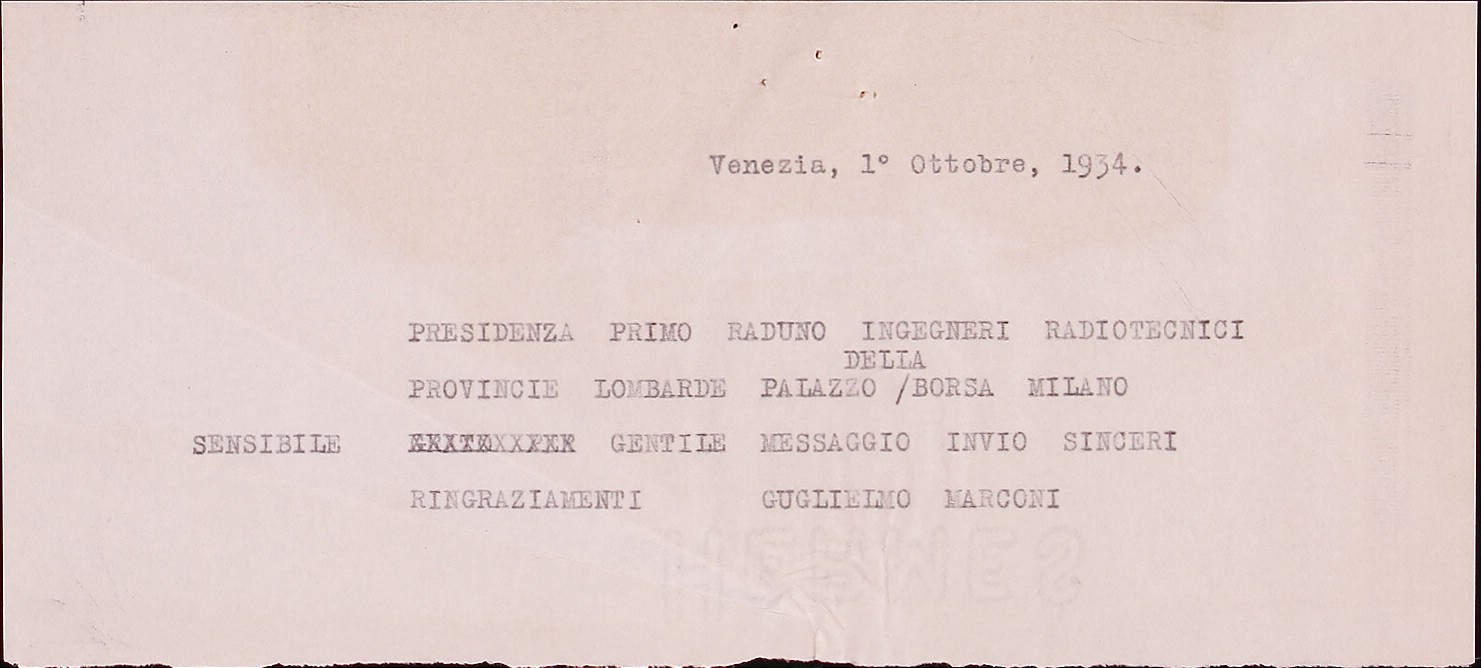 Venezia, 1° Ottobre, 1934.
PRESIDENZA PRIMO RADUNO INGEGNERI RADIOTECNICI
DELLA
PROVINCIE LOMBARDE PALAZZO /BORSA MILANO
SENSIBILE GENTILE MESSAGGIO INVIO SINCERI
RINGRAZIAMENTI GUGLIELMO MARCONI
HERMES